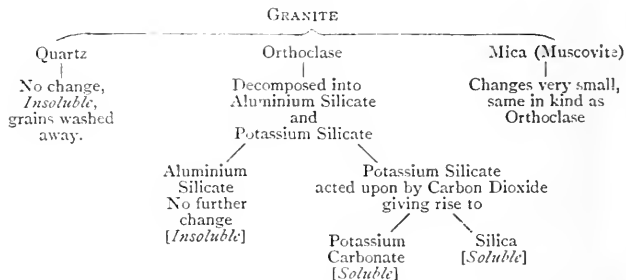 GRANITE
Quartz
No change,
Insoluble,
grains washed
away.
Orthoclase
Decomposed into
Aluminium Silicate
and
Potassium Silicate
Mica (Muscovite)
Changes very small,
same in kind as
Orthoclase
Aluminium
Silicate
No further
change
[Insoluble]
Potassium Silicate
acted upon by Carbon Dioxide
giving rise to
Potassium
Carbonate
[Soluble]
Silica
[Soluble]